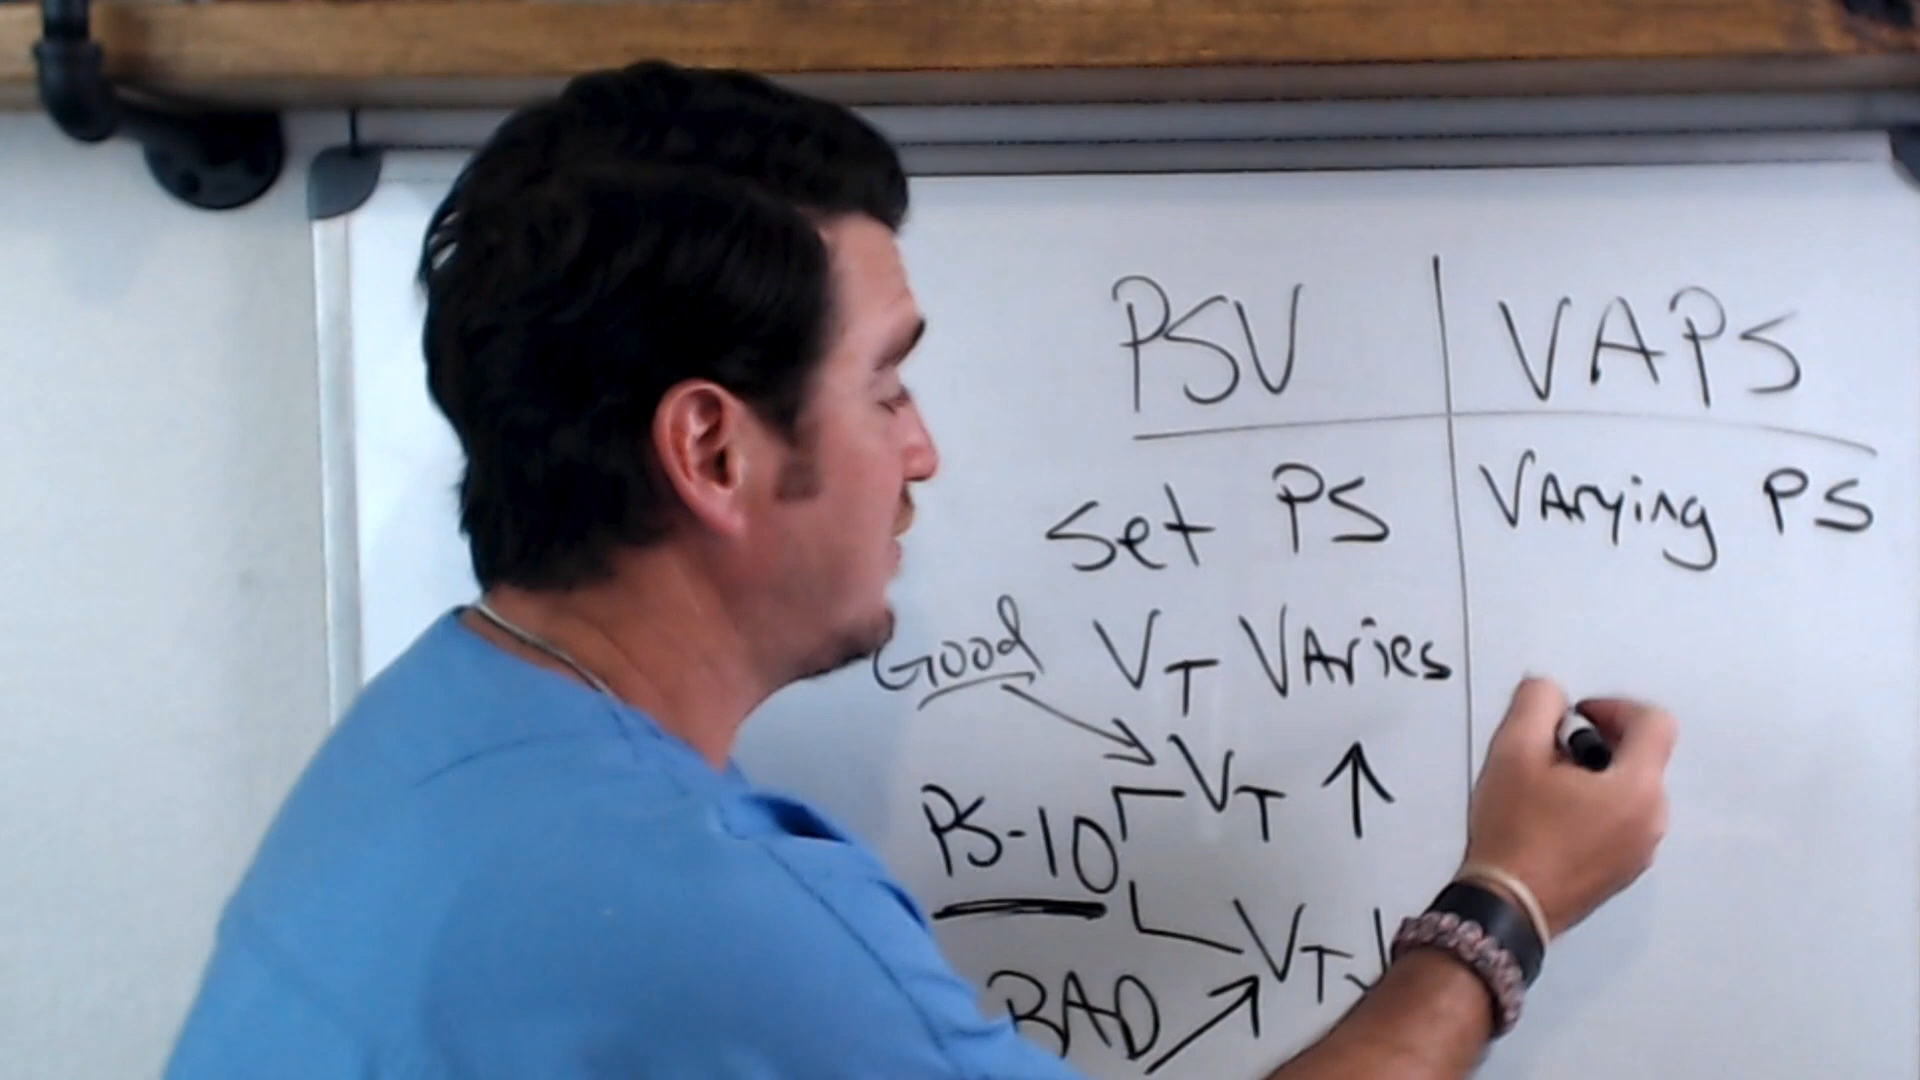 PSV VAPS
Set PS VArying PS
Good VT VAries
PS-10 VT ↑
VT ↓
BAD